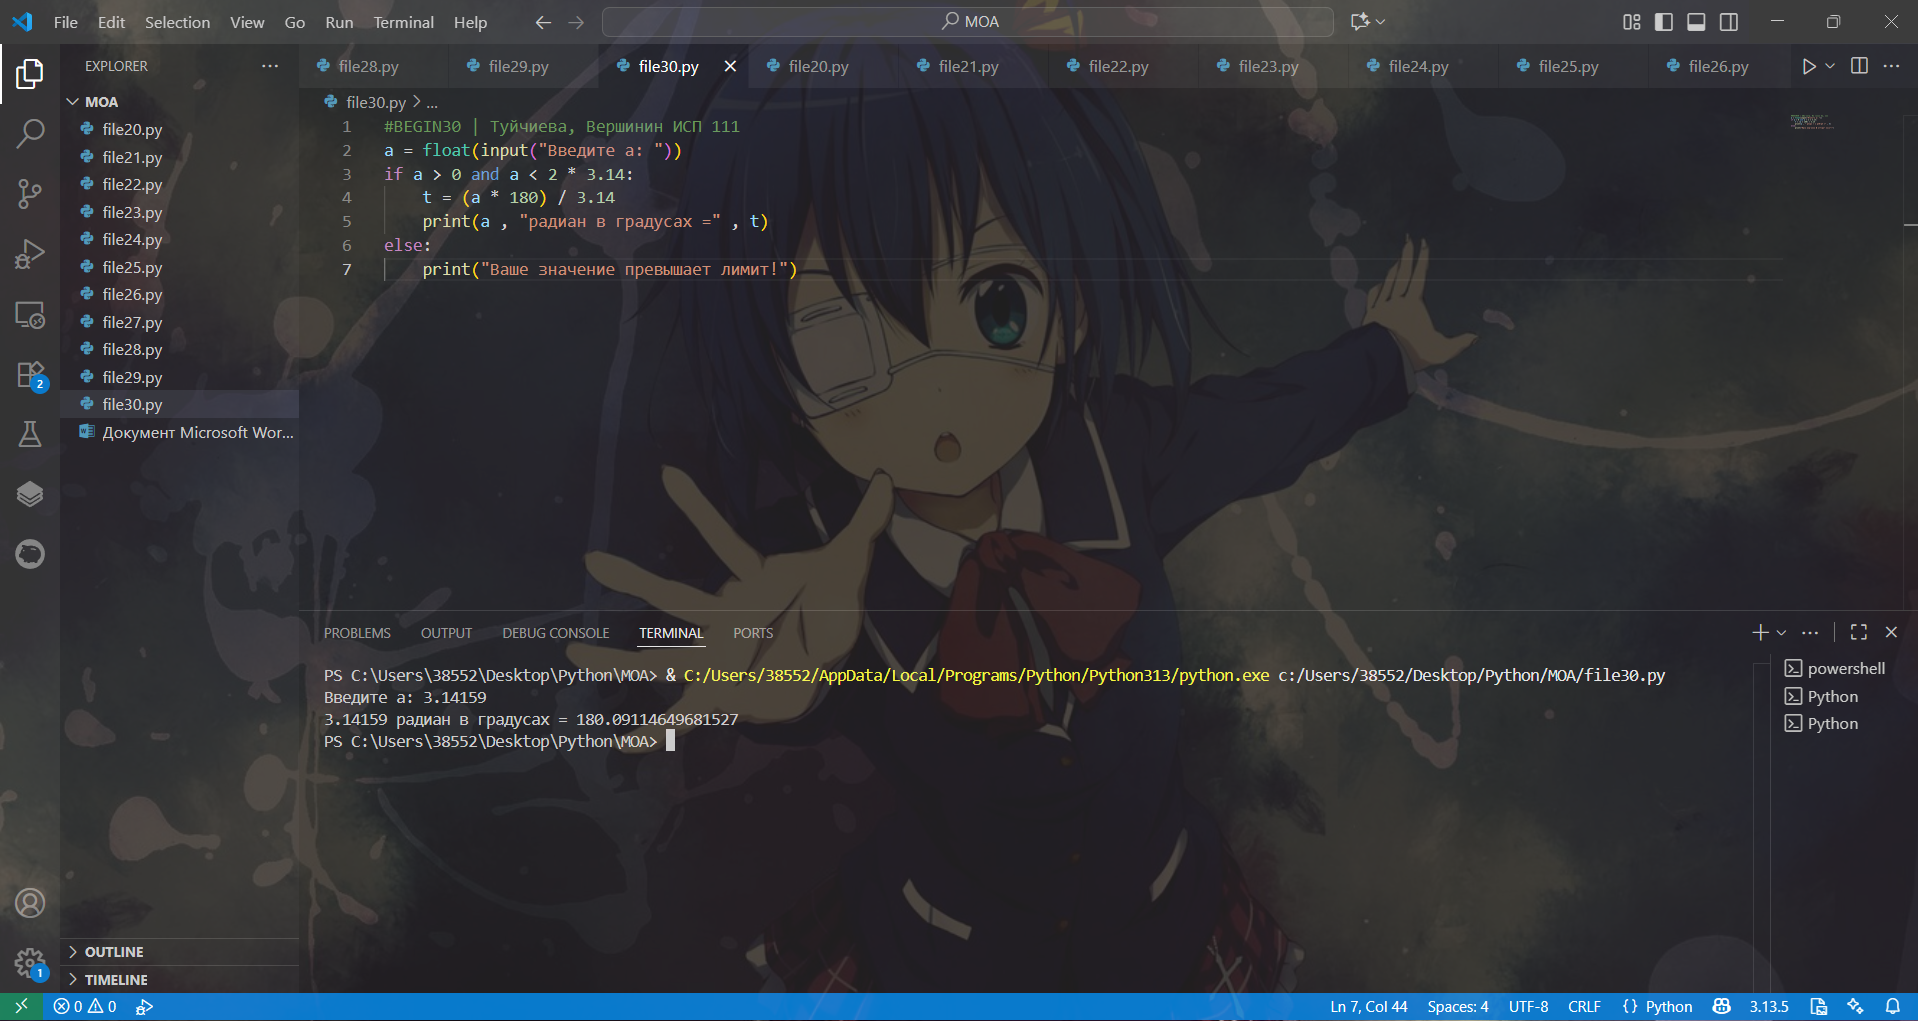 File Edit Selection View Go Run Terminal Help MOA
EXPLORER
file28.py file29.py file30.py file20.py file21.py file22.py file23.py file24.py file25.py file26.py
MOA
file20.py
file21.py
file22.py
file23.py
file24.py
file25.py
file26.py
file27.py
file28.py
file29.py
file30.py
Документ Microsoft Wor...
2
file30.py > ...
1 #BEGIN30 | Туйчиева, Вершинин ИСП 111
2 a = float(input("Введите a: "))
3 if a > 0 and a < 2 * 3.14:
4 t = (a * 180) / 3.14
5 print(a , "радиан в градусах =" , t)
6 else:
7 print("Ваше значение превышает лимит!")
PROBLEMS OUTPUT DEBUG CONSOLE TERMINAL PORTS
PS C:\Users\38552\Desktop\Python\MOA> & C:/Users/38552/AppData/Local/Programs/Python/Python313/python.exe c:/Users/38552/Desktop/Python/MOA/file30.py
Введите a: 3.14159
3.14159 радиан в градусах = 180.09114649681527
PS C:\Users\38552\Desktop\Python\MOA>
powershell
Python
Python
OUTLINE
TIMELINE
1
0 0 Ln 7, Col 44 Spaces: 4 UTF-8 CRLF {} Python 3.13.5